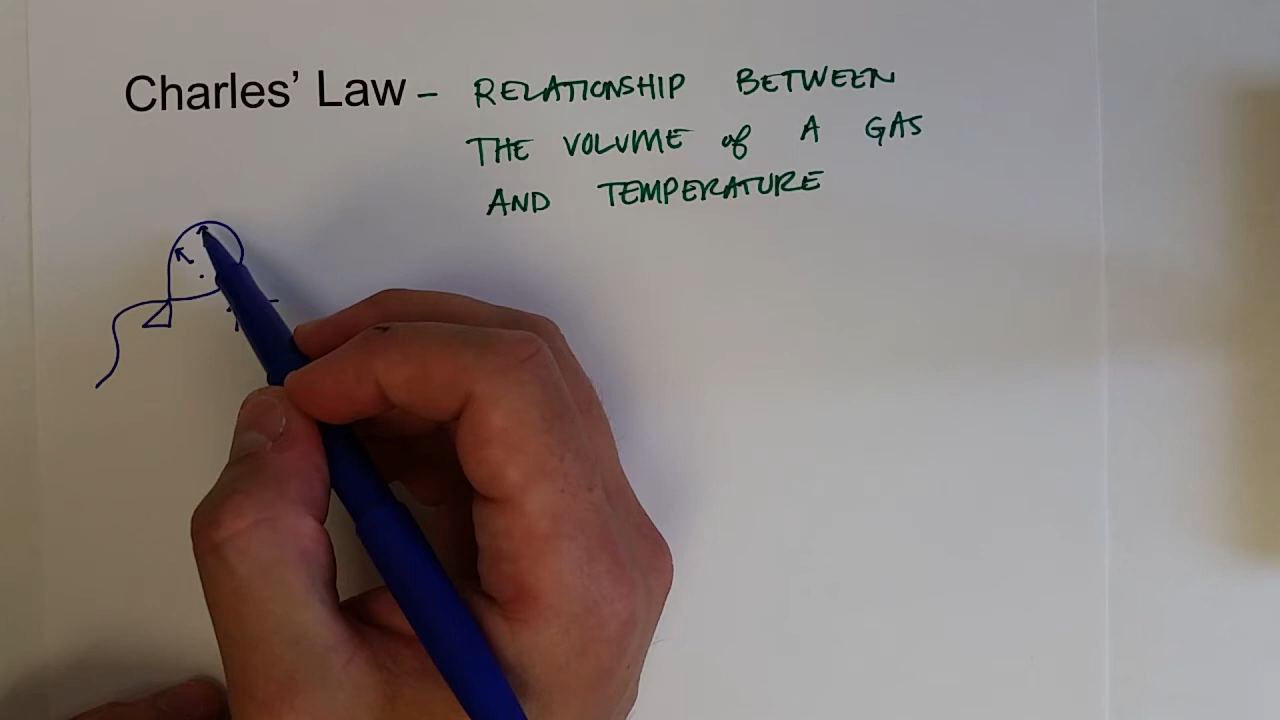 Charles' Law – RELATIONSHIP BETWEEN
THE VOLUME of A GAS
AND TEMPERATURE